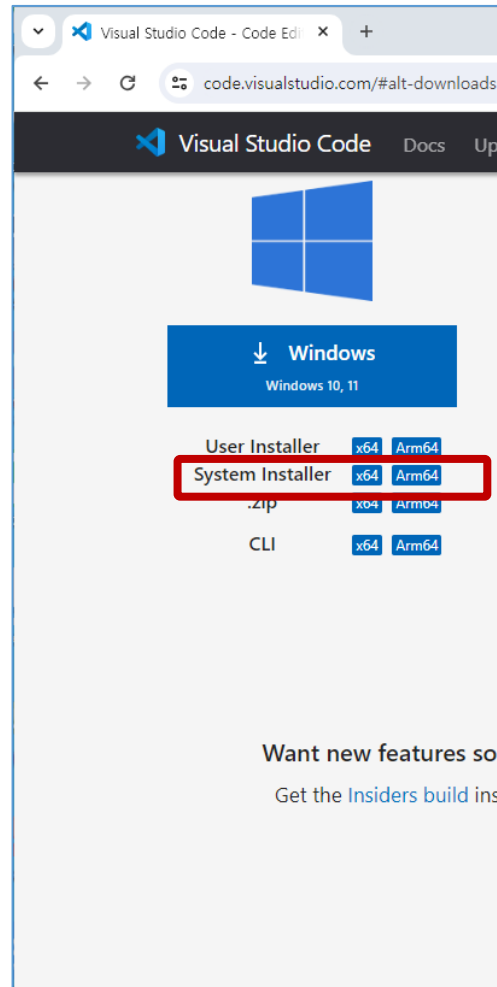 Visual Studio Code - Code Edi
code.visualstudio.com/#alt-downloads
Visual Studio Code Docs Up
Windows
Windows 10, 11
User Installer x64 Arm64
System Installer x64 Arm64
.zip x64 Arm64
CLI x64 Arm64
Want new features so
Get the Insiders build ins